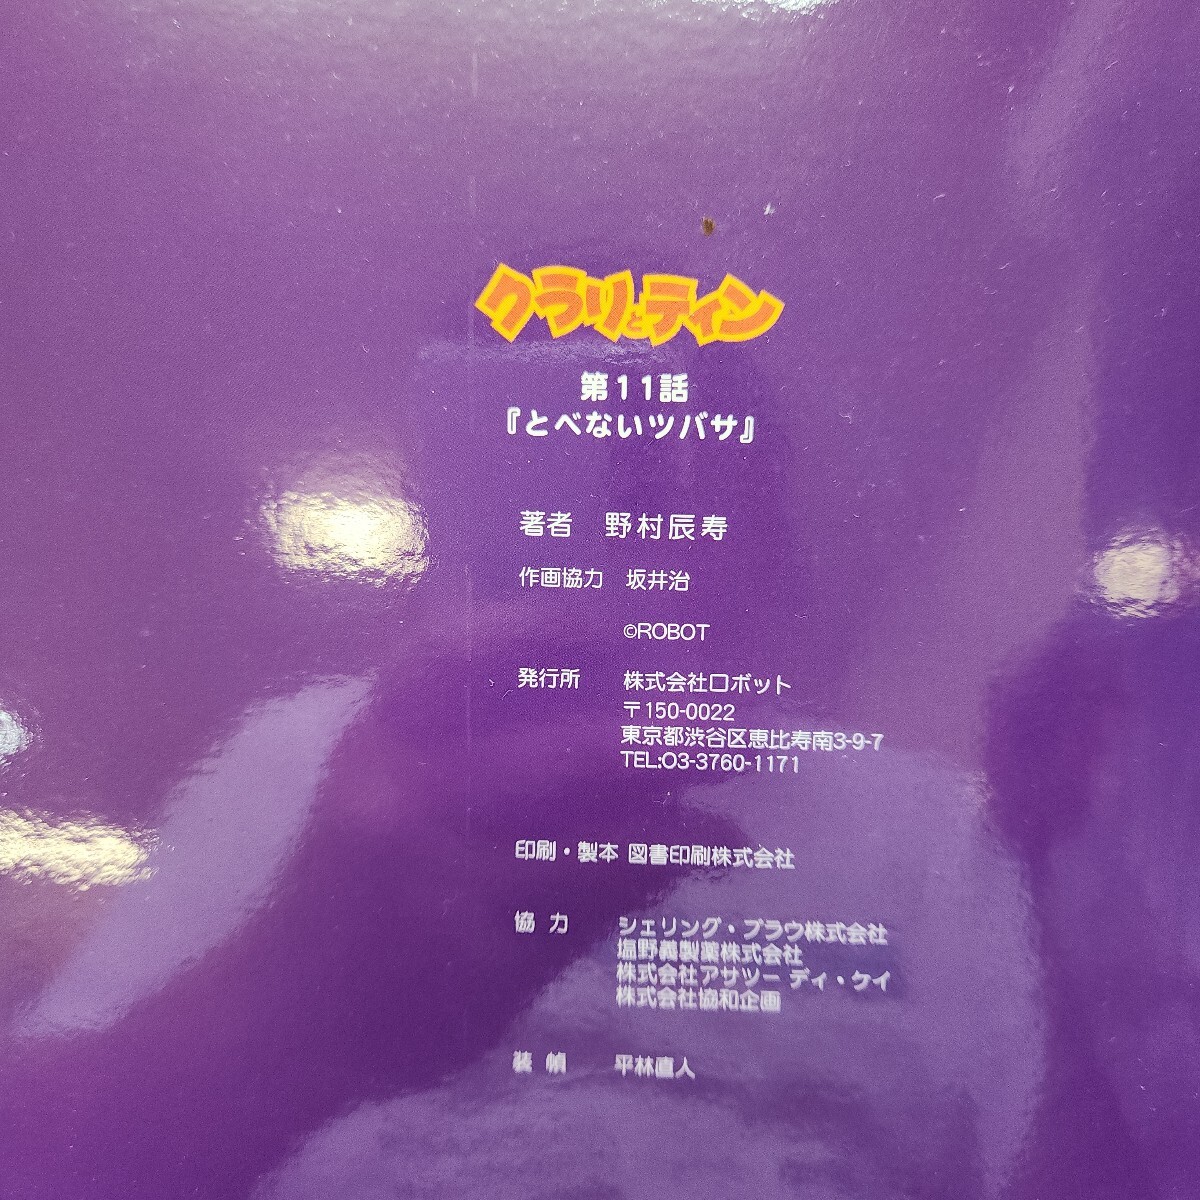 クラリとティン
第11話
『とべないツバサ』
著者 野村辰寿
作画協力 坂井治
©ROBOT
発行所 株式会社ロボット
〒150-0022
東京都渋谷区恵比寿南3-9-7
TEL:03-3760-1171
印刷・製本 図書印刷株式会社
協力 シェリング・プラウ株式会社
塩野義製薬株式会社
株式会社アサツー ディ・ケイ
株式会社協和企画
装幀 平林直人